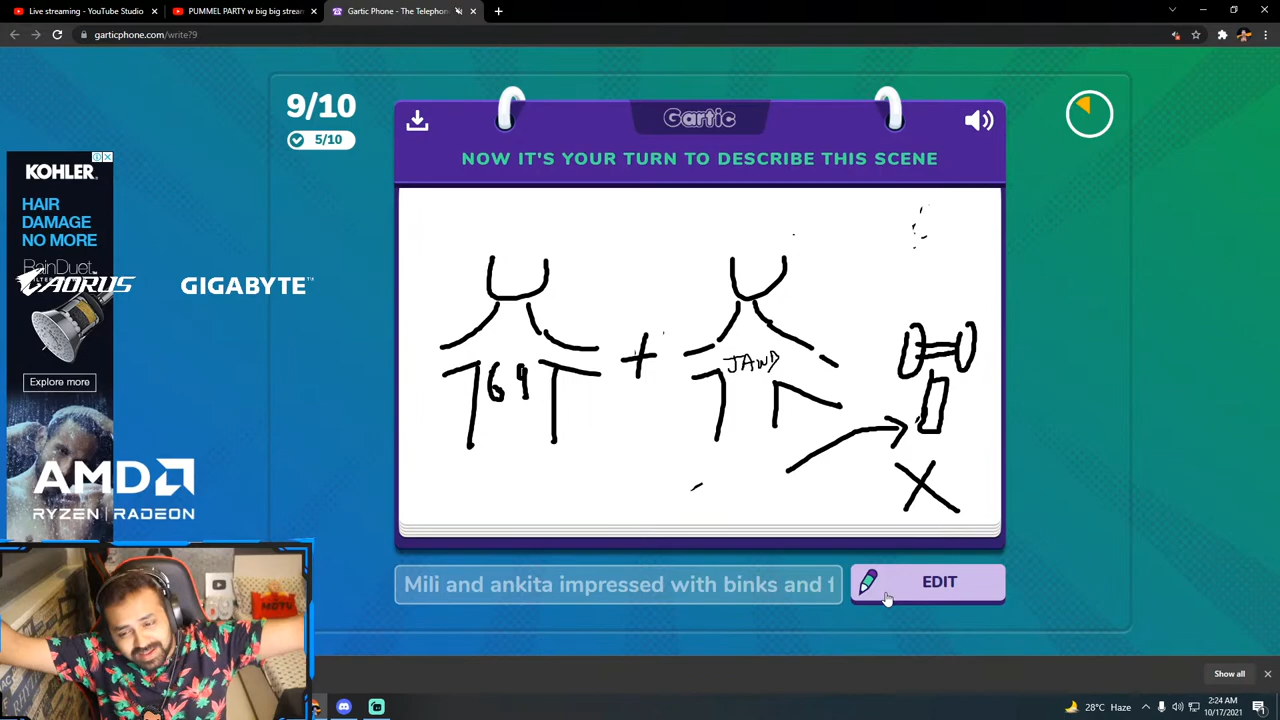 Live streaming - YouTube Studio
PUMMEL PARTY w big big strea
Gartic Phone - The Telephon
garticphone.com/write?9
9/10
5/10
Gartic
NOW IT'S YOUR TURN TO DESCRIBE THIS SCENE
KOHLER
HAIR
DAMAGE
NO MORE
RainDuet
Explore more
AORUS
GIGABYTE™
69
+
JAWD
X
AMD
RYZEN | RADEON
Mili and ankita impressed with binks and
EDIT
Show all
28°C Haze
2:24 AM
10/17/2021